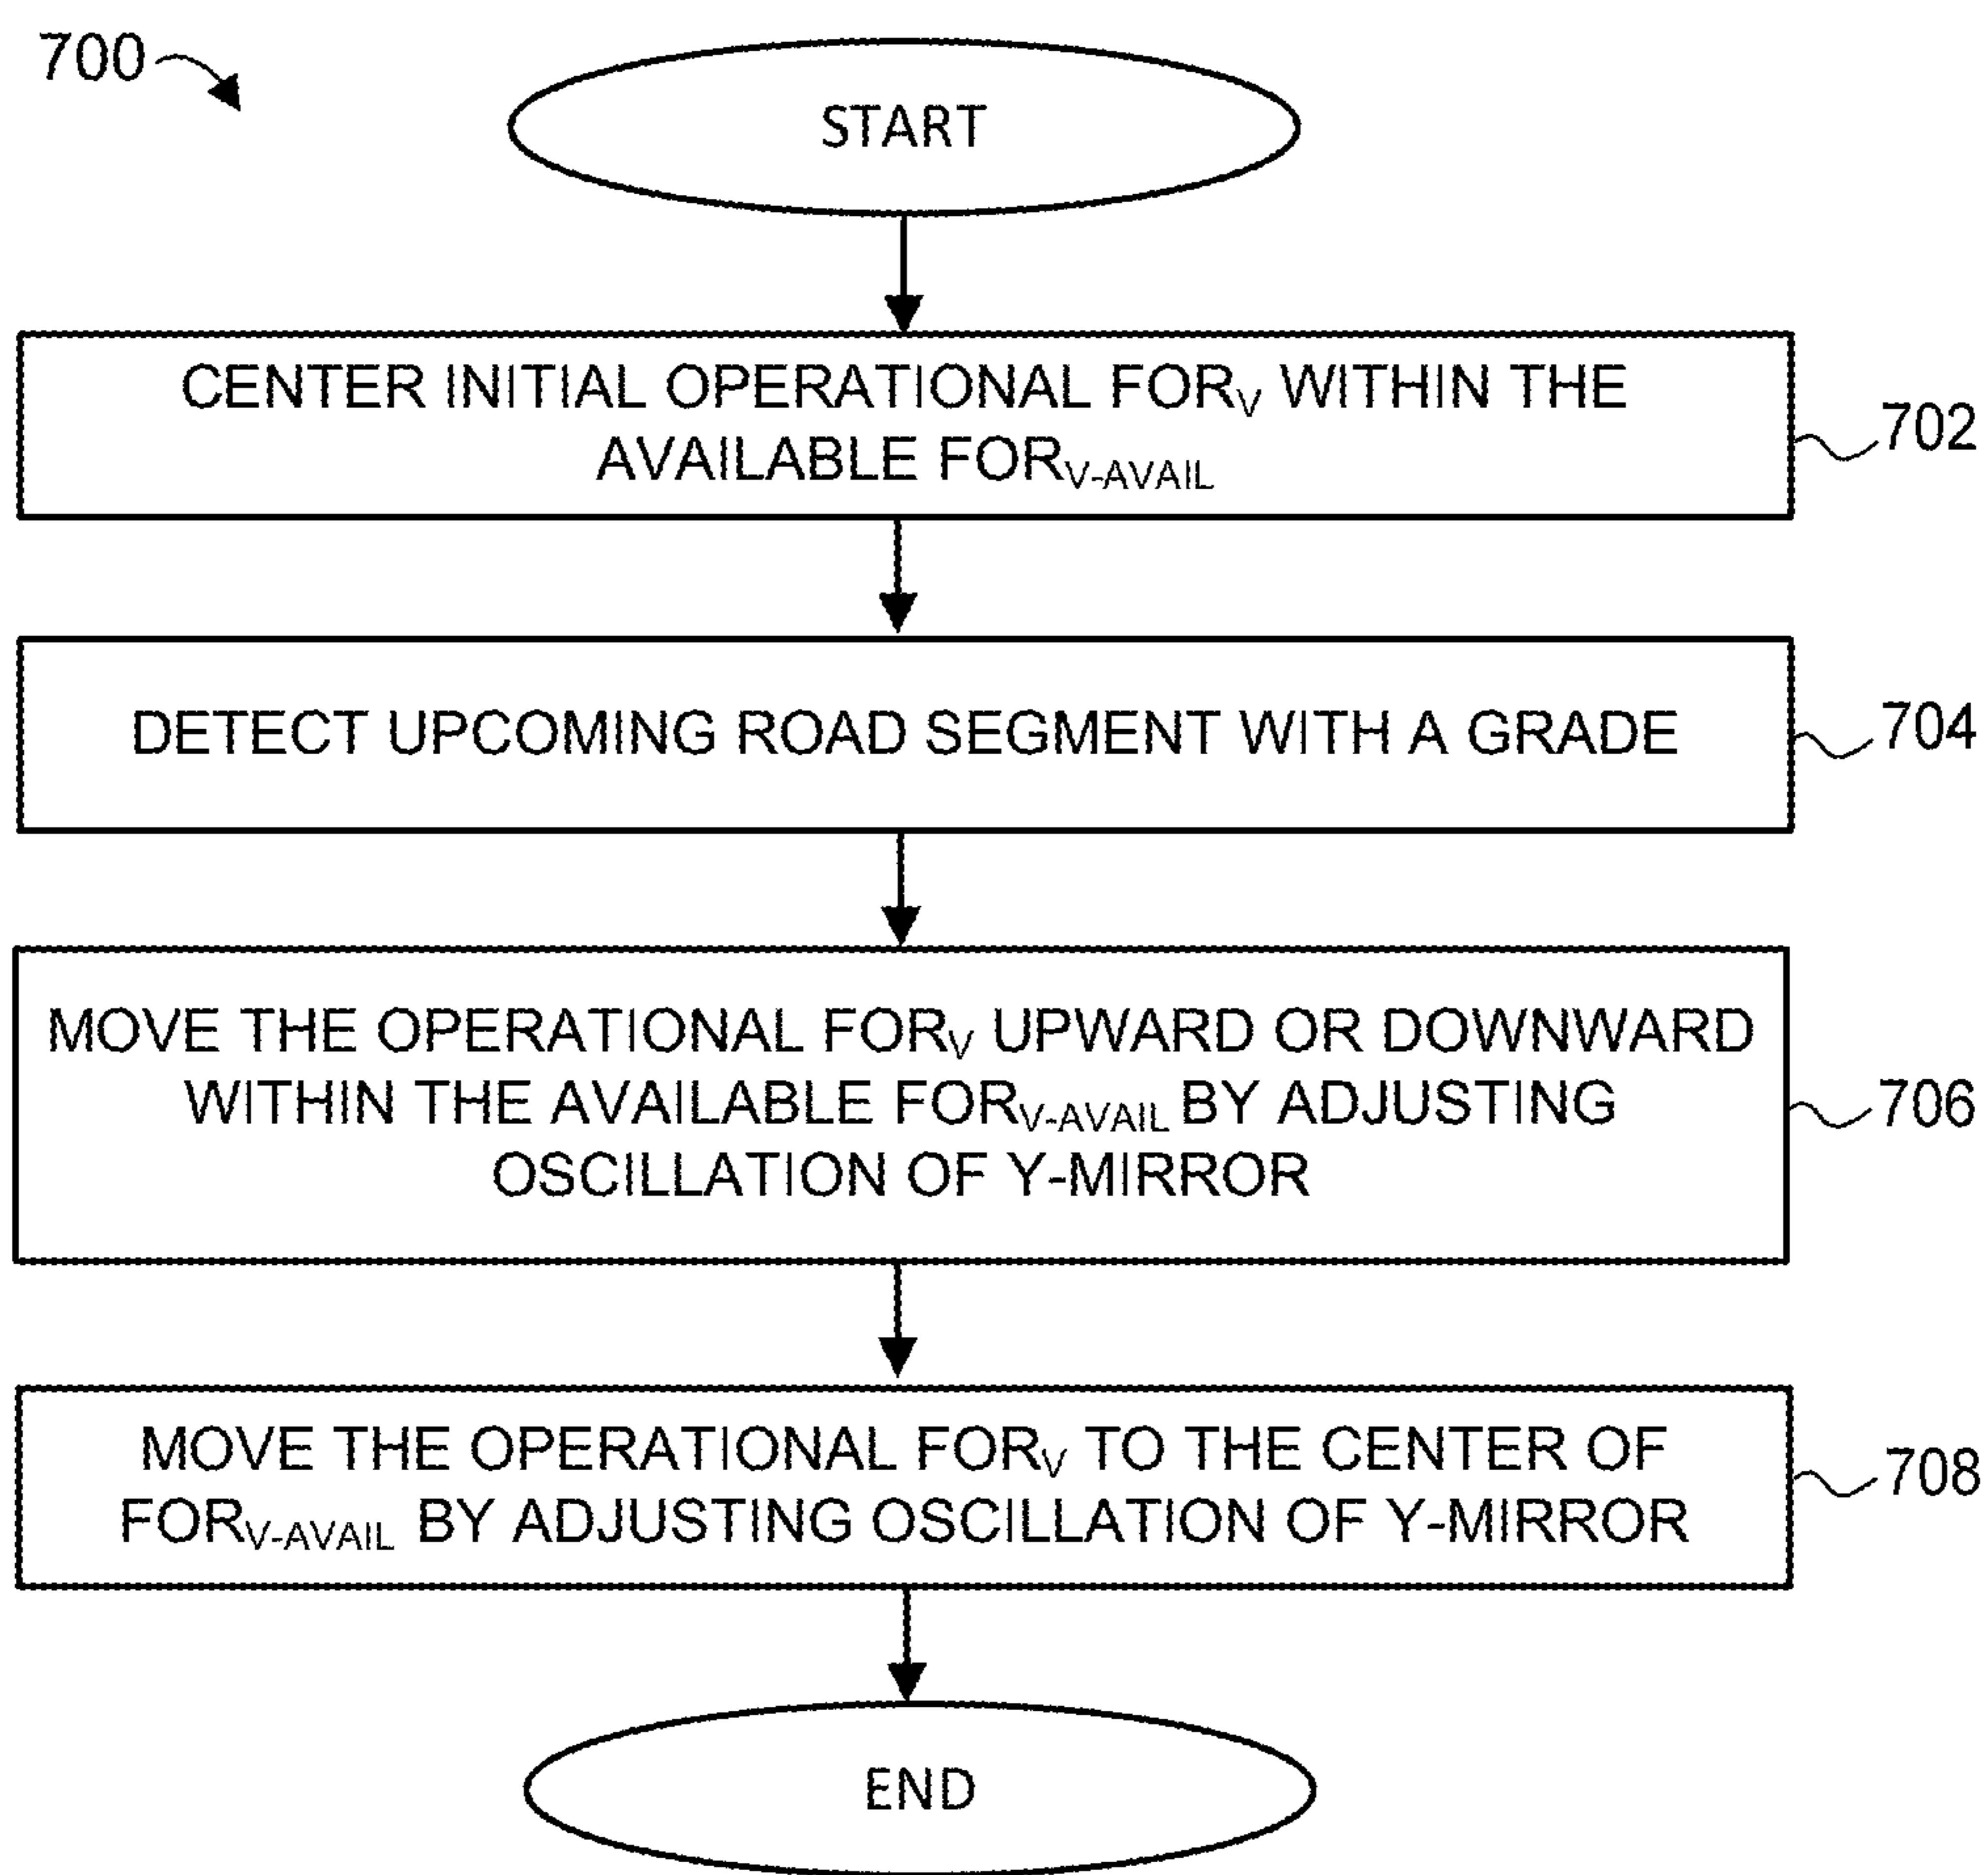 700
START
CENTER INITIAL OPERATIONAL FORV WITHIN THE
AVAILABLE FORV-AVAIL
702
DETECT UPCOMING ROAD SEGMENT WITH A GRADE
704
MOVE THE OPERATIONAL FORV UPWARD OR DOWNWARD
WITHIN THE AVAILABLE FORV-AVAIL BY ADJUSTING
OSCILLATION OF Y-MIRROR
706
MOVE THE OPERATIONAL FORV TO THE CENTER OF
FORV-AVAIL BY ADJUSTING OSCILLATION OF Y-MIRROR
708
END